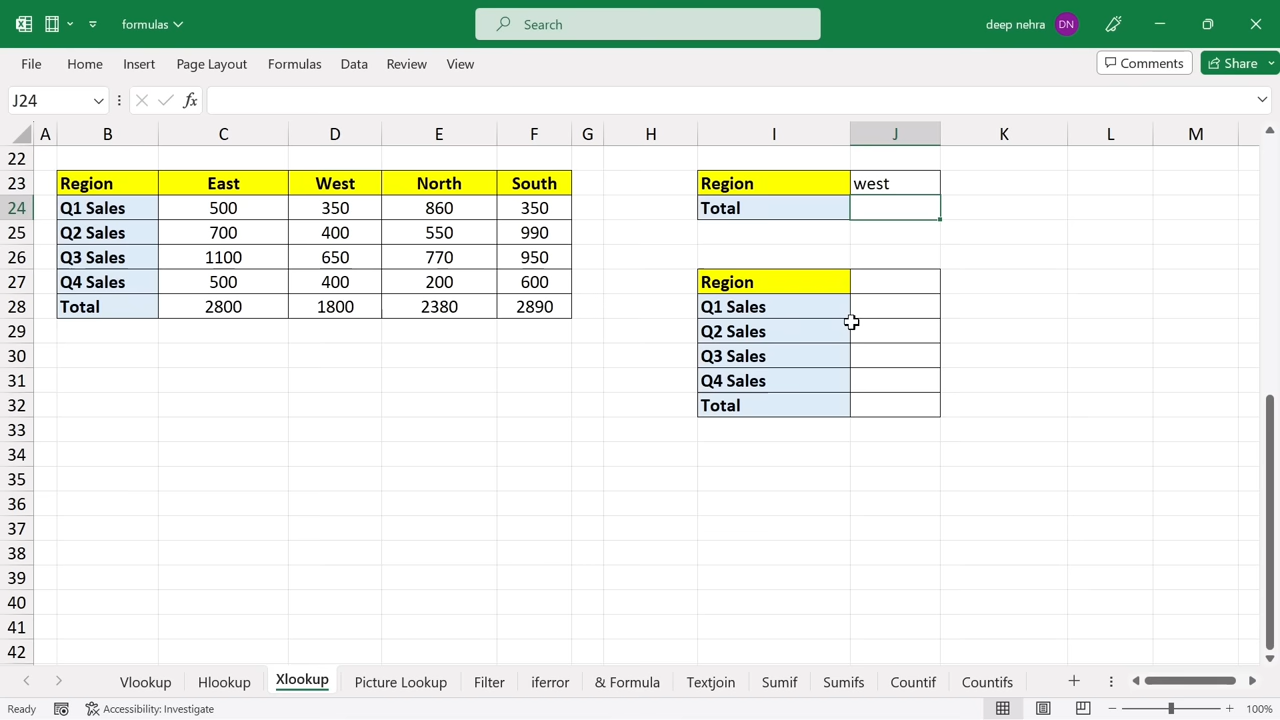 formulas
Search
deep nehra DN
File Home Insert Page Layout Formulas Data Review View Comments Share
J24 fx
A B C D E F G H I J K L M
22
23 Region East West North South Region west
24 Q1 Sales 500 350 860 350 Total
25 Q2 Sales 700 400 550 990
26 Q3 Sales 1100 650 770 950
27 Q4 Sales 500 400 200 600 Region
28 Total 2800 1800 2380 2890 Q1 Sales
29 Q2 Sales
30 Q3 Sales
31 Q4 Sales
32 Total
33
34
35
36
37
38
39
40
41
42
Vlookup Hlookup Xlookup Picture Lookup Filter iferror & Formula Textjoin Sumif Sumifs Countif Countifs
Ready Accessibility: Investigate 100%